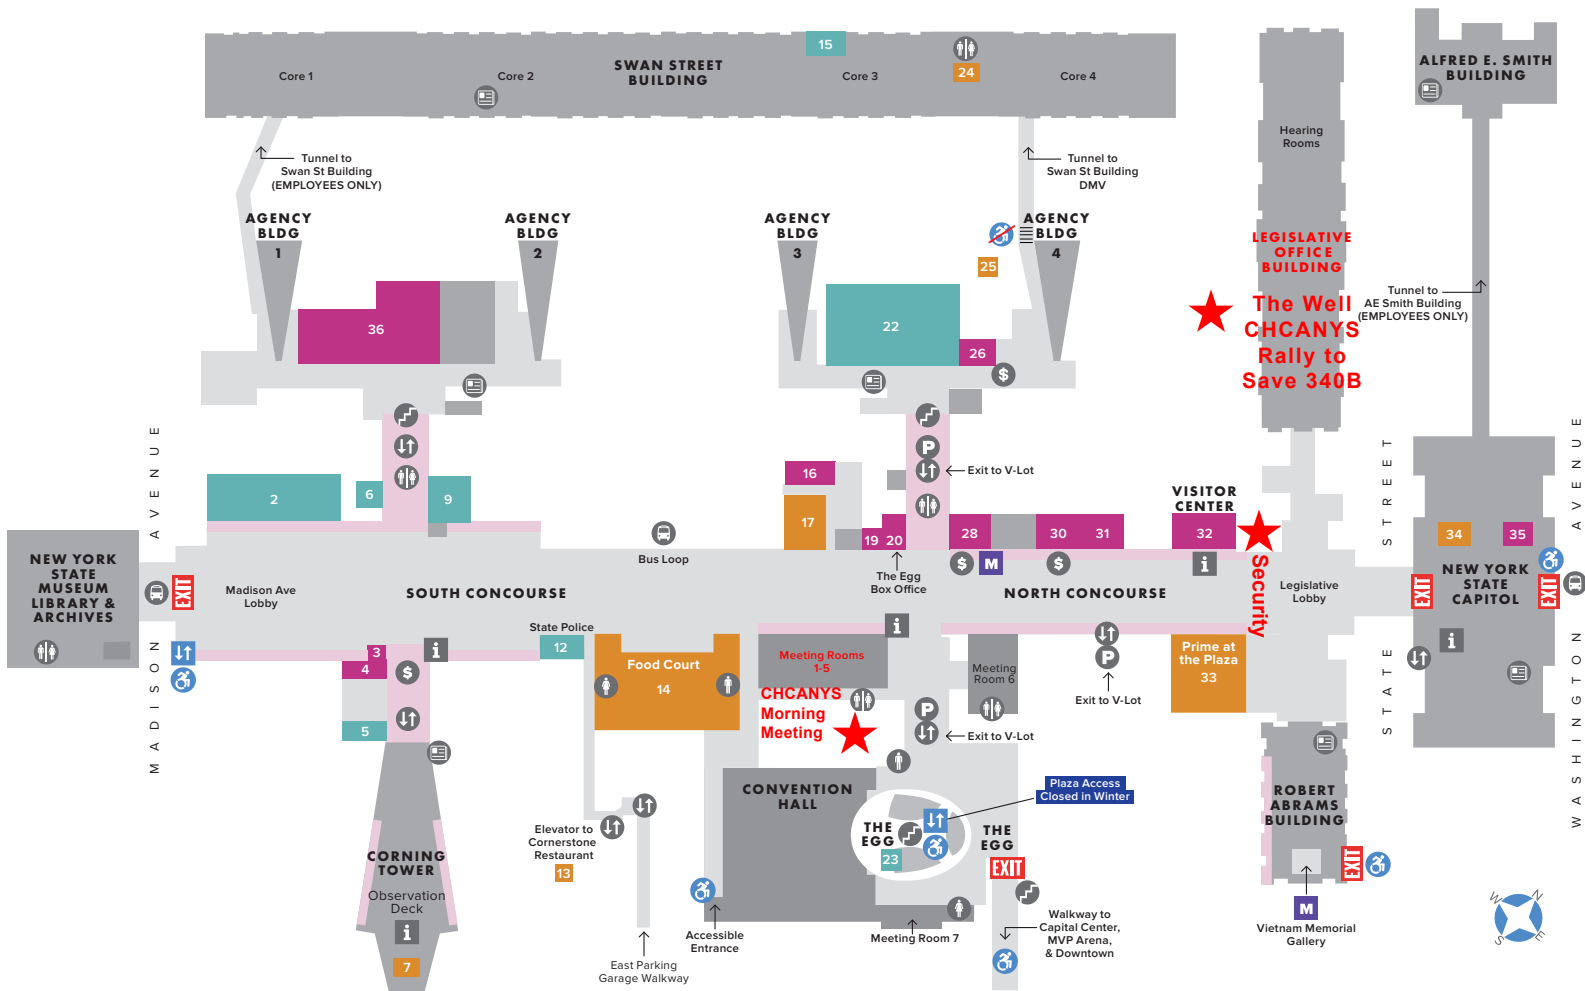 15
Core 1
Core 2
SWAN STREET
BUILDING
Core 3
24
Core 4
ALFRED E. SMITH
BUILDING
Hearing
Rooms
Tunnel to
Swan St Building
(EMPLOYEES ONLY)
Tunnel to
Swan St Building
DMV
AGENCY
BLDG
1
AGENCY
BLDG
2
AGENCY
BLDG
3
AGENCY
BLDG
4
25
LEGISLATIVE
OFFICE
BUILDING
The Well
CHCANYS
Rally to
Save 340B
Tunnel to
AE Smith Building
(EMPLOYEES ONLY)
36
22
26
$
P
Exit to V-Lot
2
6
9
16
17
19
20
28
30
31
VISITOR
CENTER
32
34
35
MADISON AVENUE
STATE STREET
WASHINGTON AVENUE
NEW YORK
STATE
MUSEUM
LIBRARY &
ARCHIVES
EXIT
Madison Ave
Lobby
SOUTH CONCOURSE
Bus Loop
The Egg
Box Office
$
M
$
i
NORTH CONCOURSE
Security
Legislative
Lobby
EXIT
NEW YORK
STATE
CAPITOL
EXIT
i
3
4
5
$
i
State Police
12
Food Court
14
Meeting Rooms
1-5
i
CHCANYS
Morning
Meeting
Meeting
Room 6
P
Exit to V-Lot
P
Exit to V-Lot
Prime at
the Plaza
33
CONVENTION
HALL
Plaza Access
Closed in Winter
THE
EGG
23
THE
EGG
EXIT
ROBERT
ABRAMS
BUILDING
EXIT
M
Vietnam Memorial
Gallery
CORNING
TOWER
Observation
Deck
i
7
Elevator to
Cornerstone
Restaurant
13
East Parking
Garage Walkway
Accessible
Entrance
Meeting Room 7
Walkway to
Capital Center,
MVP Arena,
& Downtown
W
N
S
E